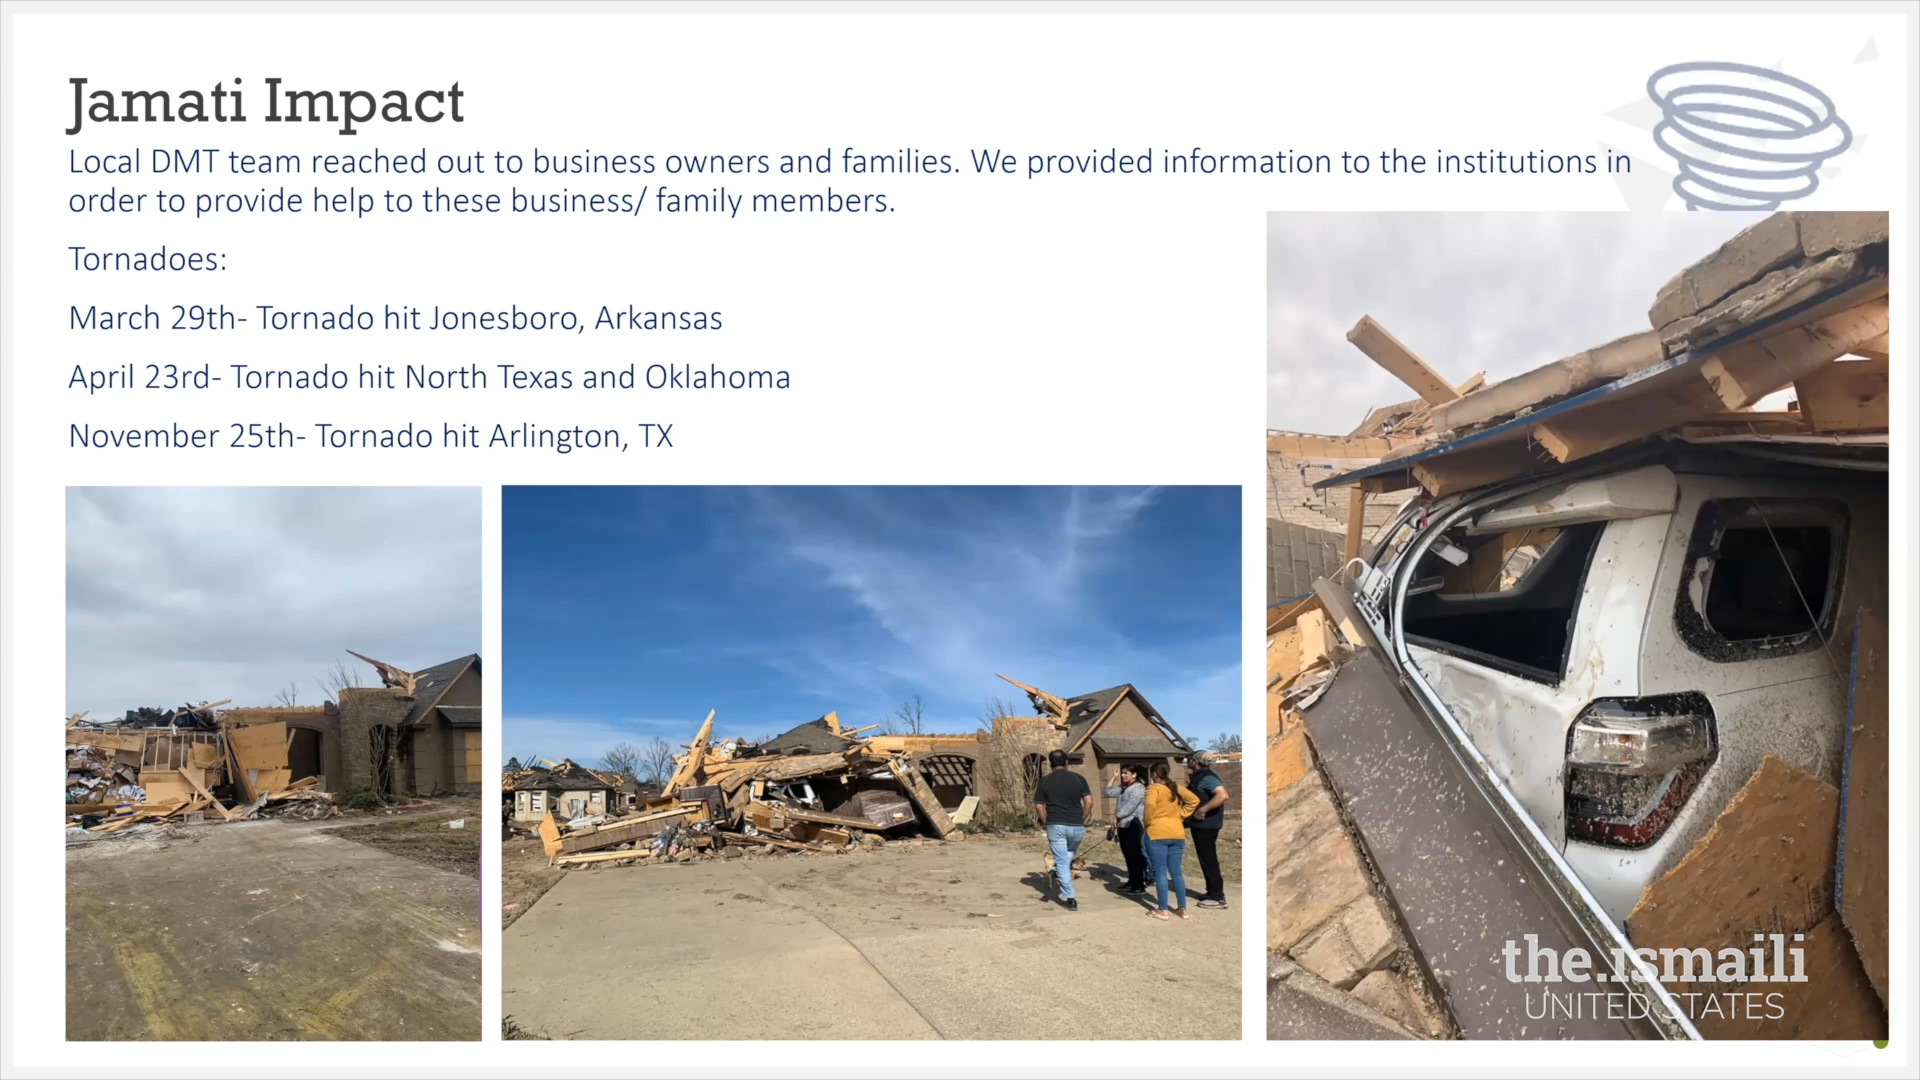 Jamati Impact
Local DMT team reached out to business owners and families. We provided information to the institutions in
order to provide help to these business/ family members.
Tornadoes:
March 29th- Tornado hit Jonesboro, Arkansas
April 23rd- Tornado hit North Texas and Oklahoma
November 25th- Tornado hit Arlington, TX
the.ismaili
UNITED STATES